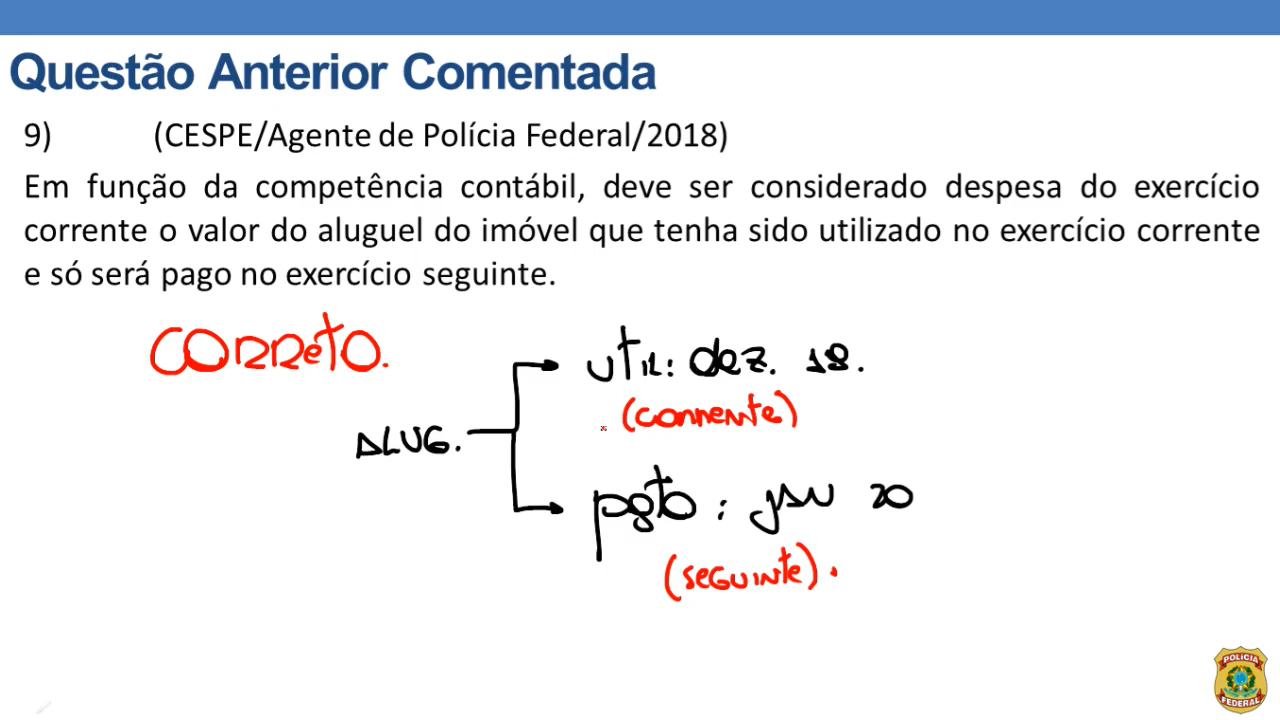 Questão Anterior Comentada
9) (CESPE/Agente de Polícia Federal/2018)
Em função da competência contábil, deve ser considerado despesa do exercício
corrente o valor do aluguel do imóvel que tenha sido utilizado no exercício corrente
e só será pago no exercício seguinte.
CORRETO.
UTIL: dez. 18.
(CORRENTE)
ALUG.
pgto: JAN 20
(SEGUINTE).
POLÍCIA
FEDERAL